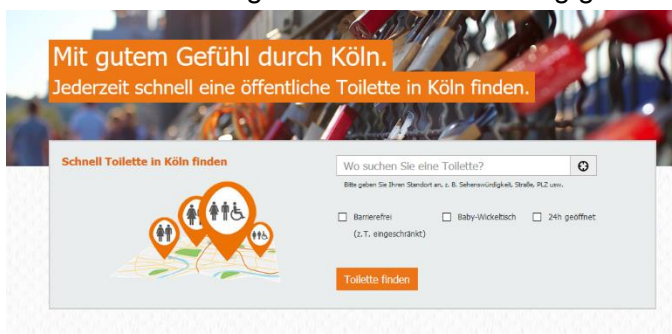 Mit gutem Gefühl durch Köln.
Jederzeit schnell eine öffentliche Toilette in Köln finden.
Schnell Toilette in Köln finden
Wo suchen Sie eine Toilette?
Bitte geben Sie Ihren Standort an, z. B. Sehenswürdigkeit, Straße, PLZ usw.
Barrierefrei
(z.T. eingeschränkt)
Baby-Wickeltisch
24h geöffnet
Toilette finden